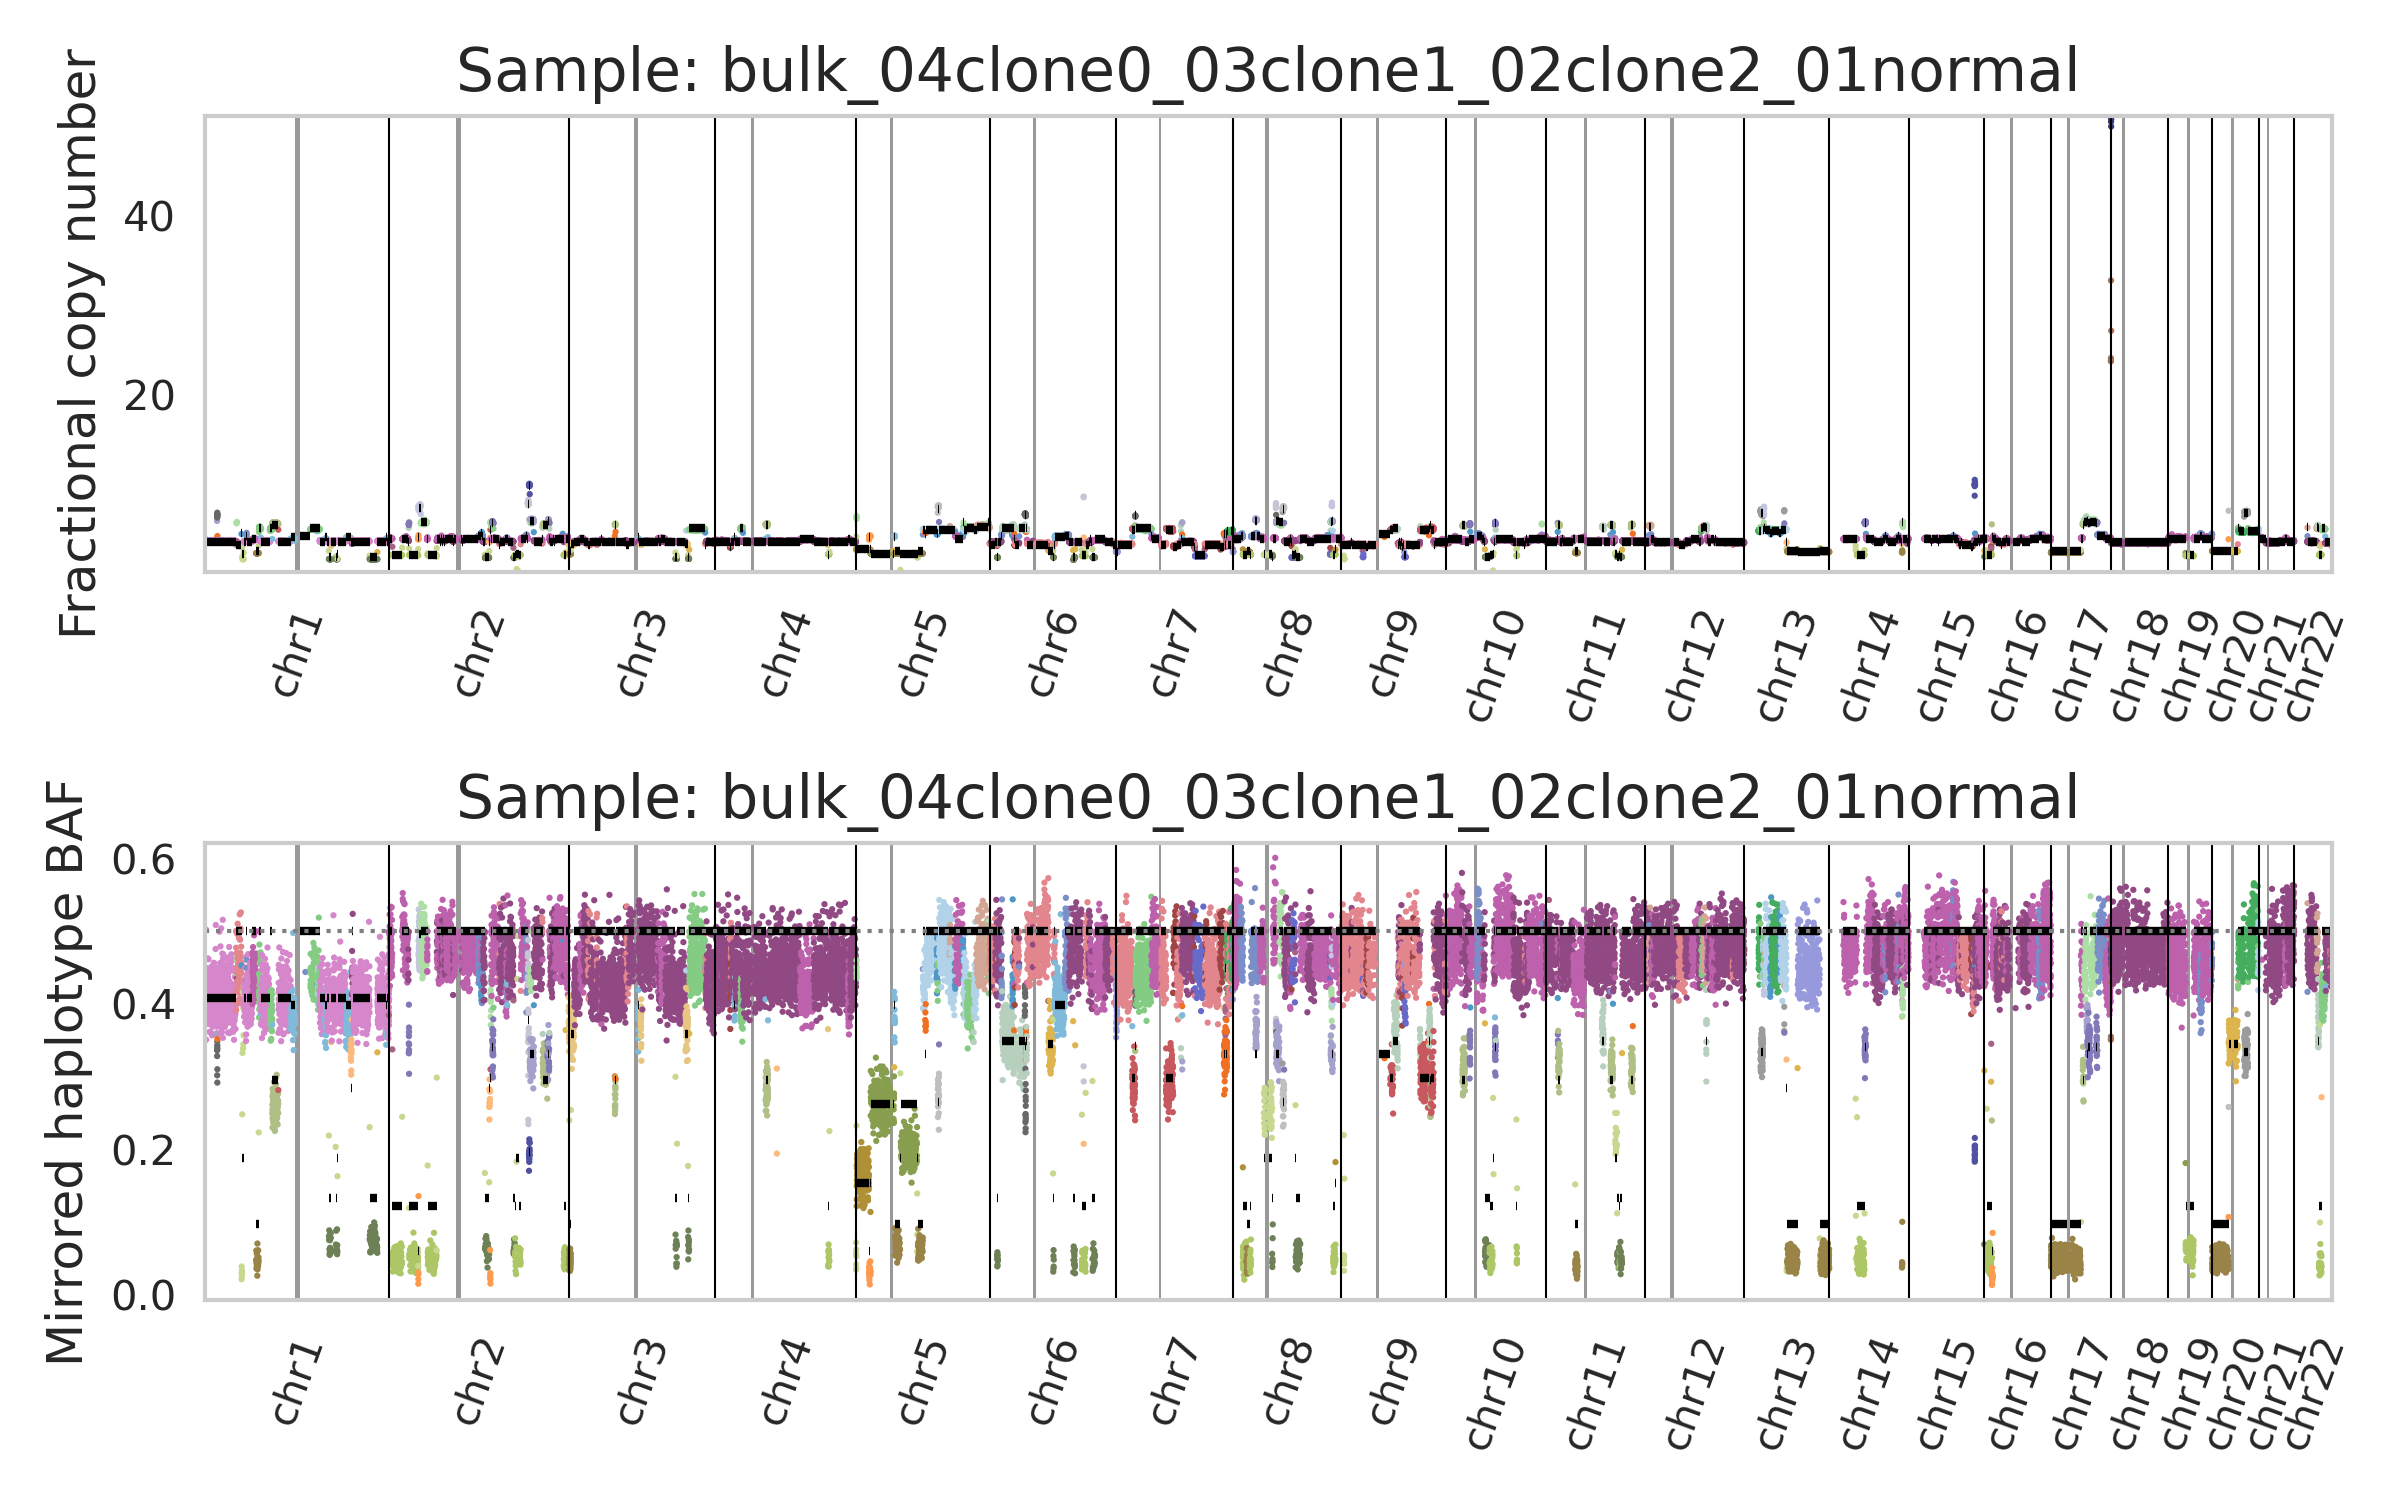 Sample: bulk_04clone0_03clone1_02clone2_01normal
Fractional copy number
40
20
chr1 chr2 chr3 chr4 chr5 chr6 chr7 chr8 chr9 chr10 chr11 chr12 chr13 chr14 chr15 chr16 chr17 chr18 chr19 chr20 chr21 chr22
Sample: bulk_04clone0_03clone1_02clone2_01normal
Mirrored haplotype BAF
0.6
0.4
0.2
0.0
chr1 chr2 chr3 chr4 chr5 chr6 chr7 chr8 chr9 chr10 chr11 chr12 chr13 chr14 chr15 chr16 chr17 chr18 chr19 chr20 chr21 chr22